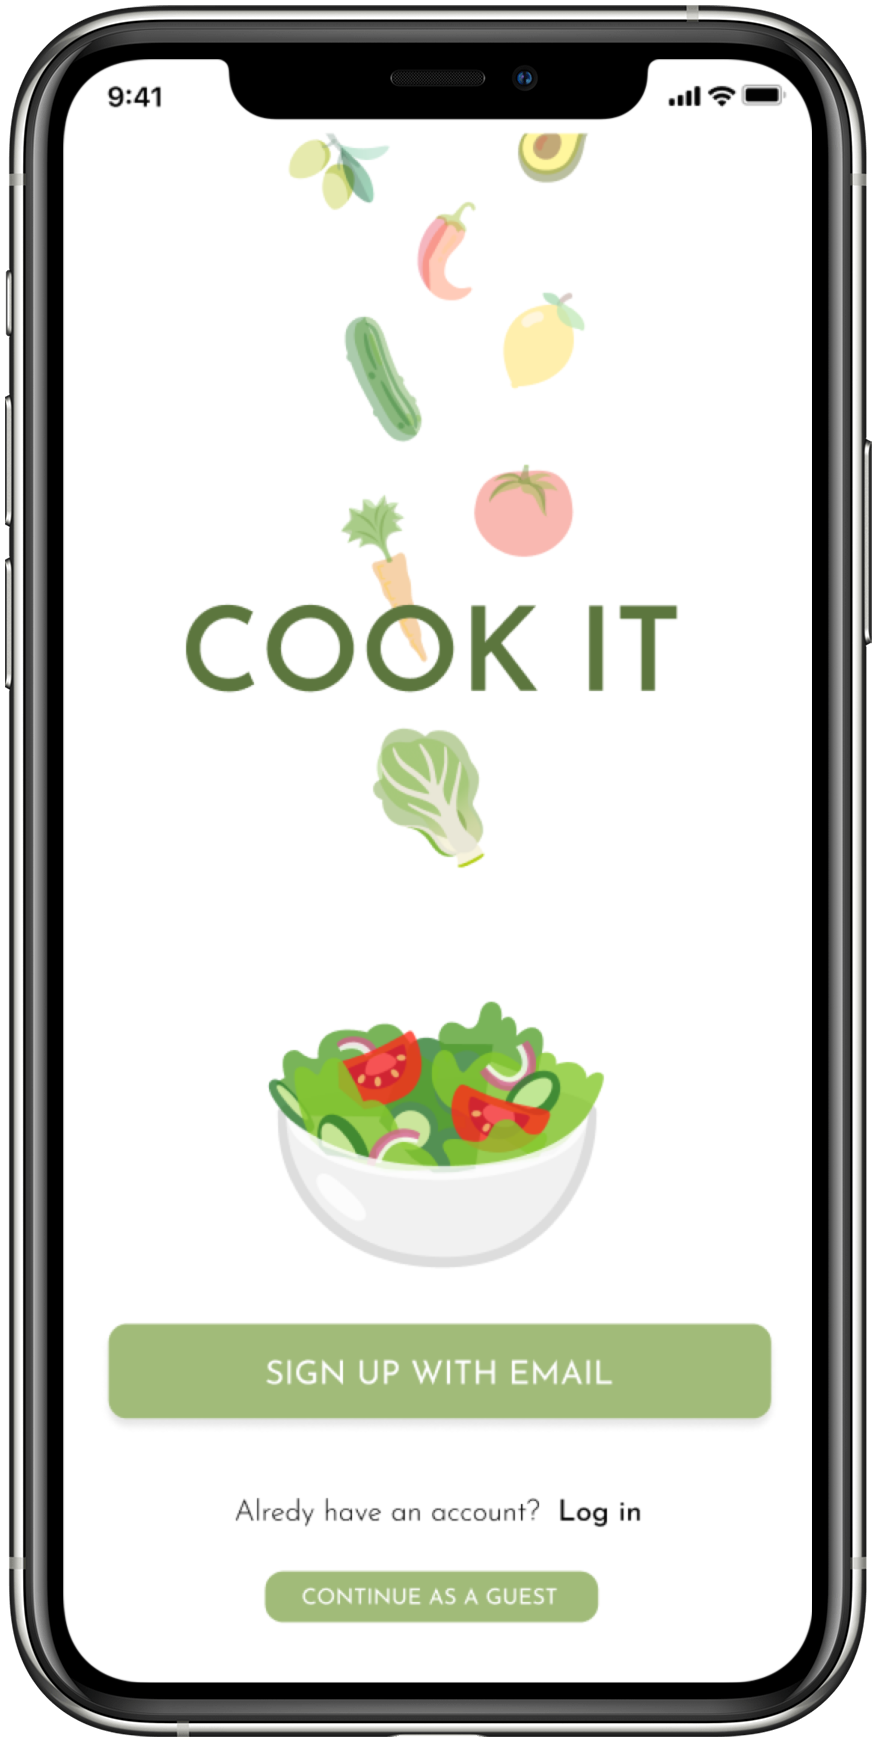 9:41
COOK IT
SIGN UP WITH EMAIL
Alredy have an account? Log in
CONTINUE AS A GUEST